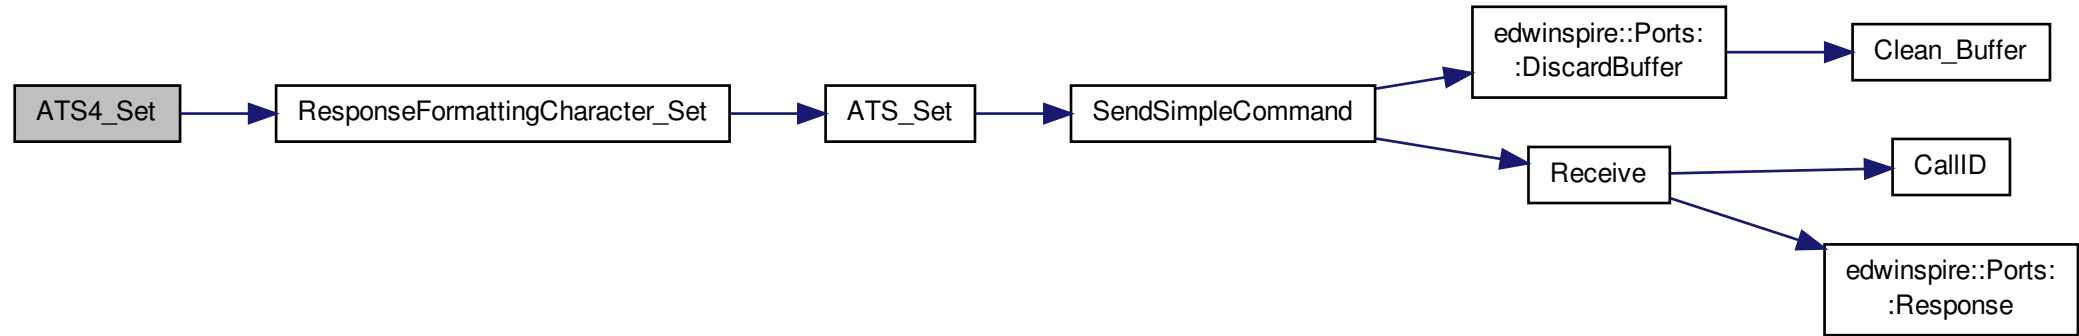 ATS4_Set
ResponseFormattingCharacter_Set
ATS_Set
SendSimpleCommand
edwinspire::Ports:
:DiscardBuffer
Clean_Buffer
Receive
CallID
edwinspire::Ports:
:Response